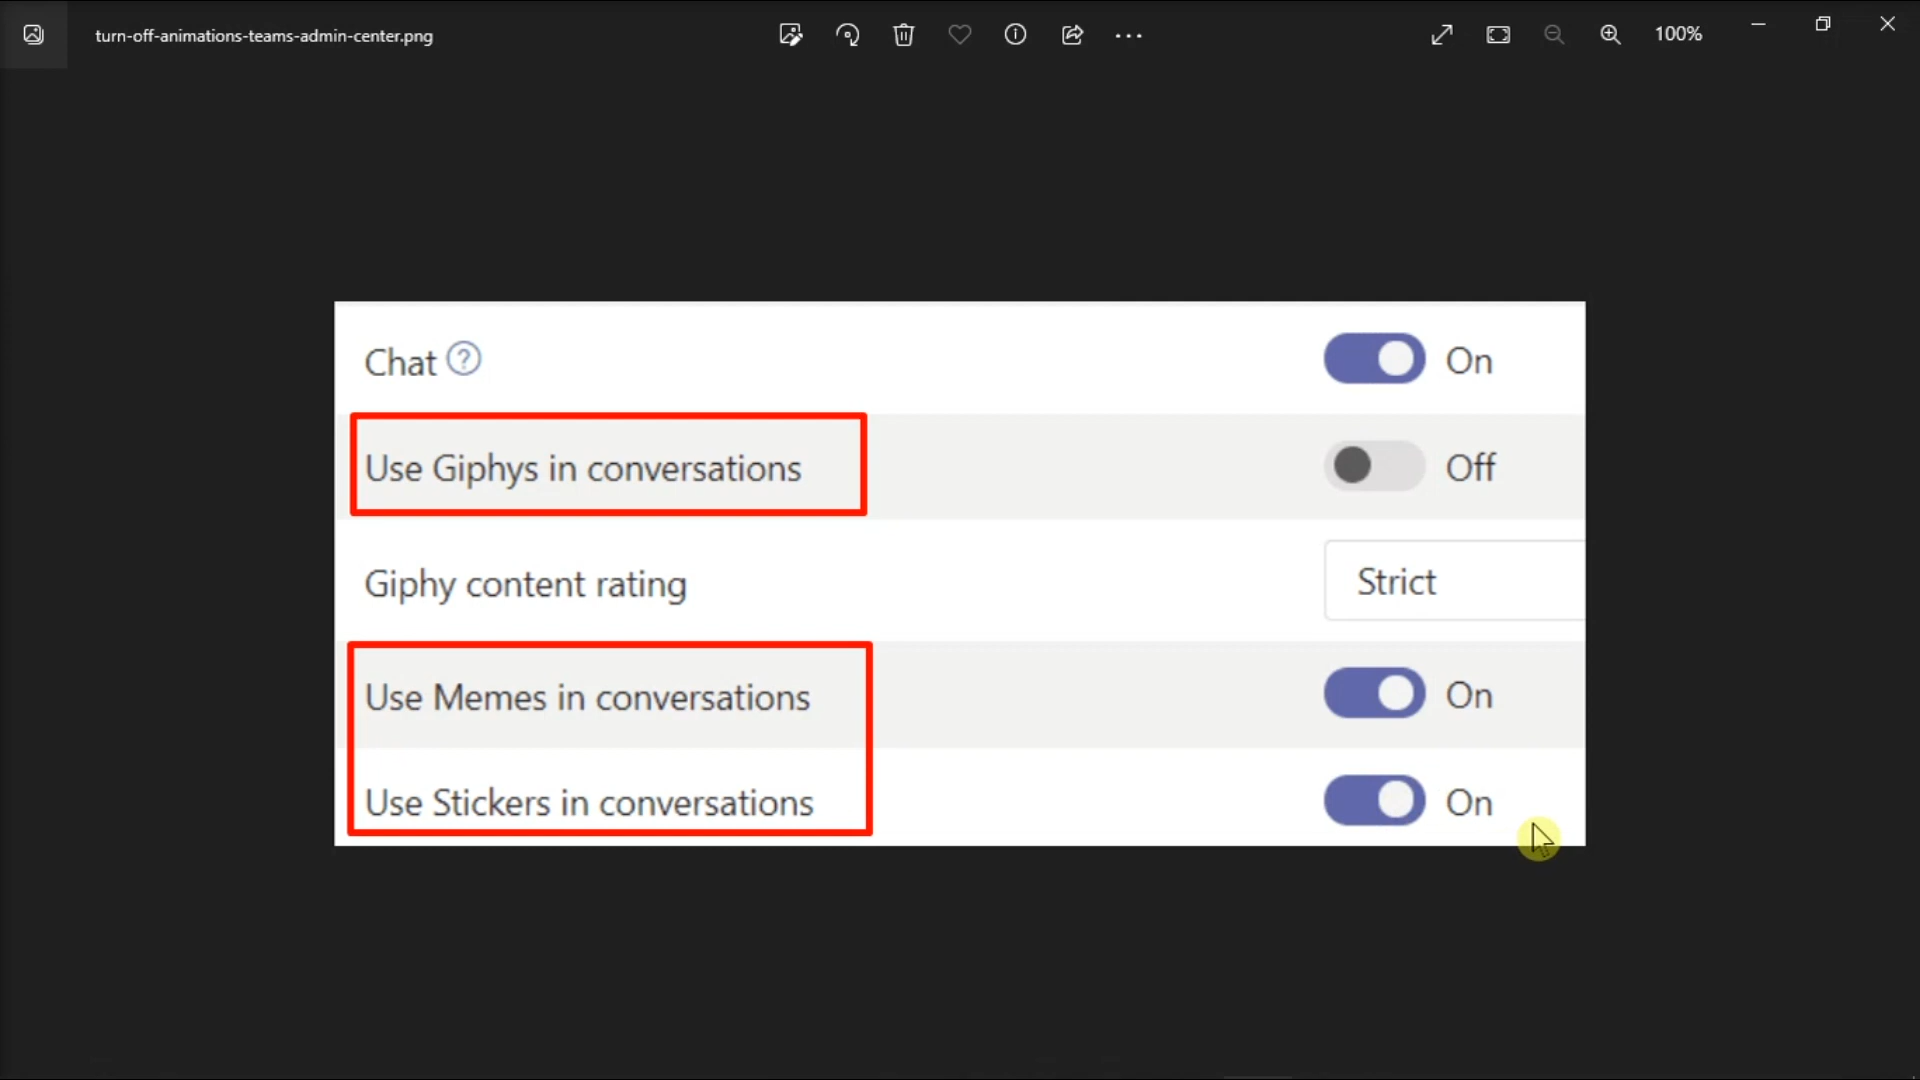 turn-off-animations-teams-admin-center.png
100%
Chat ? On
Use Giphys in conversations Off
Giphy content rating Strict
Use Memes in conversations On
Use Stickers in conversations On